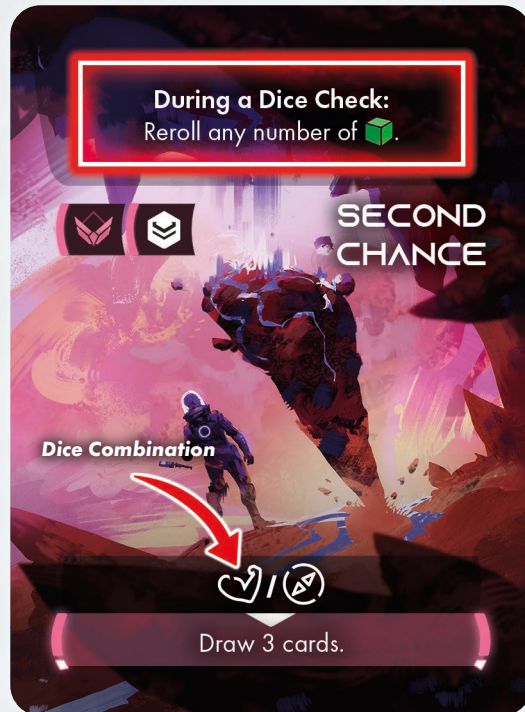 During a Dice Check:
Reroll any number of .
SECOND
CHANCE
Dice Combination
/
Draw 3 cards.